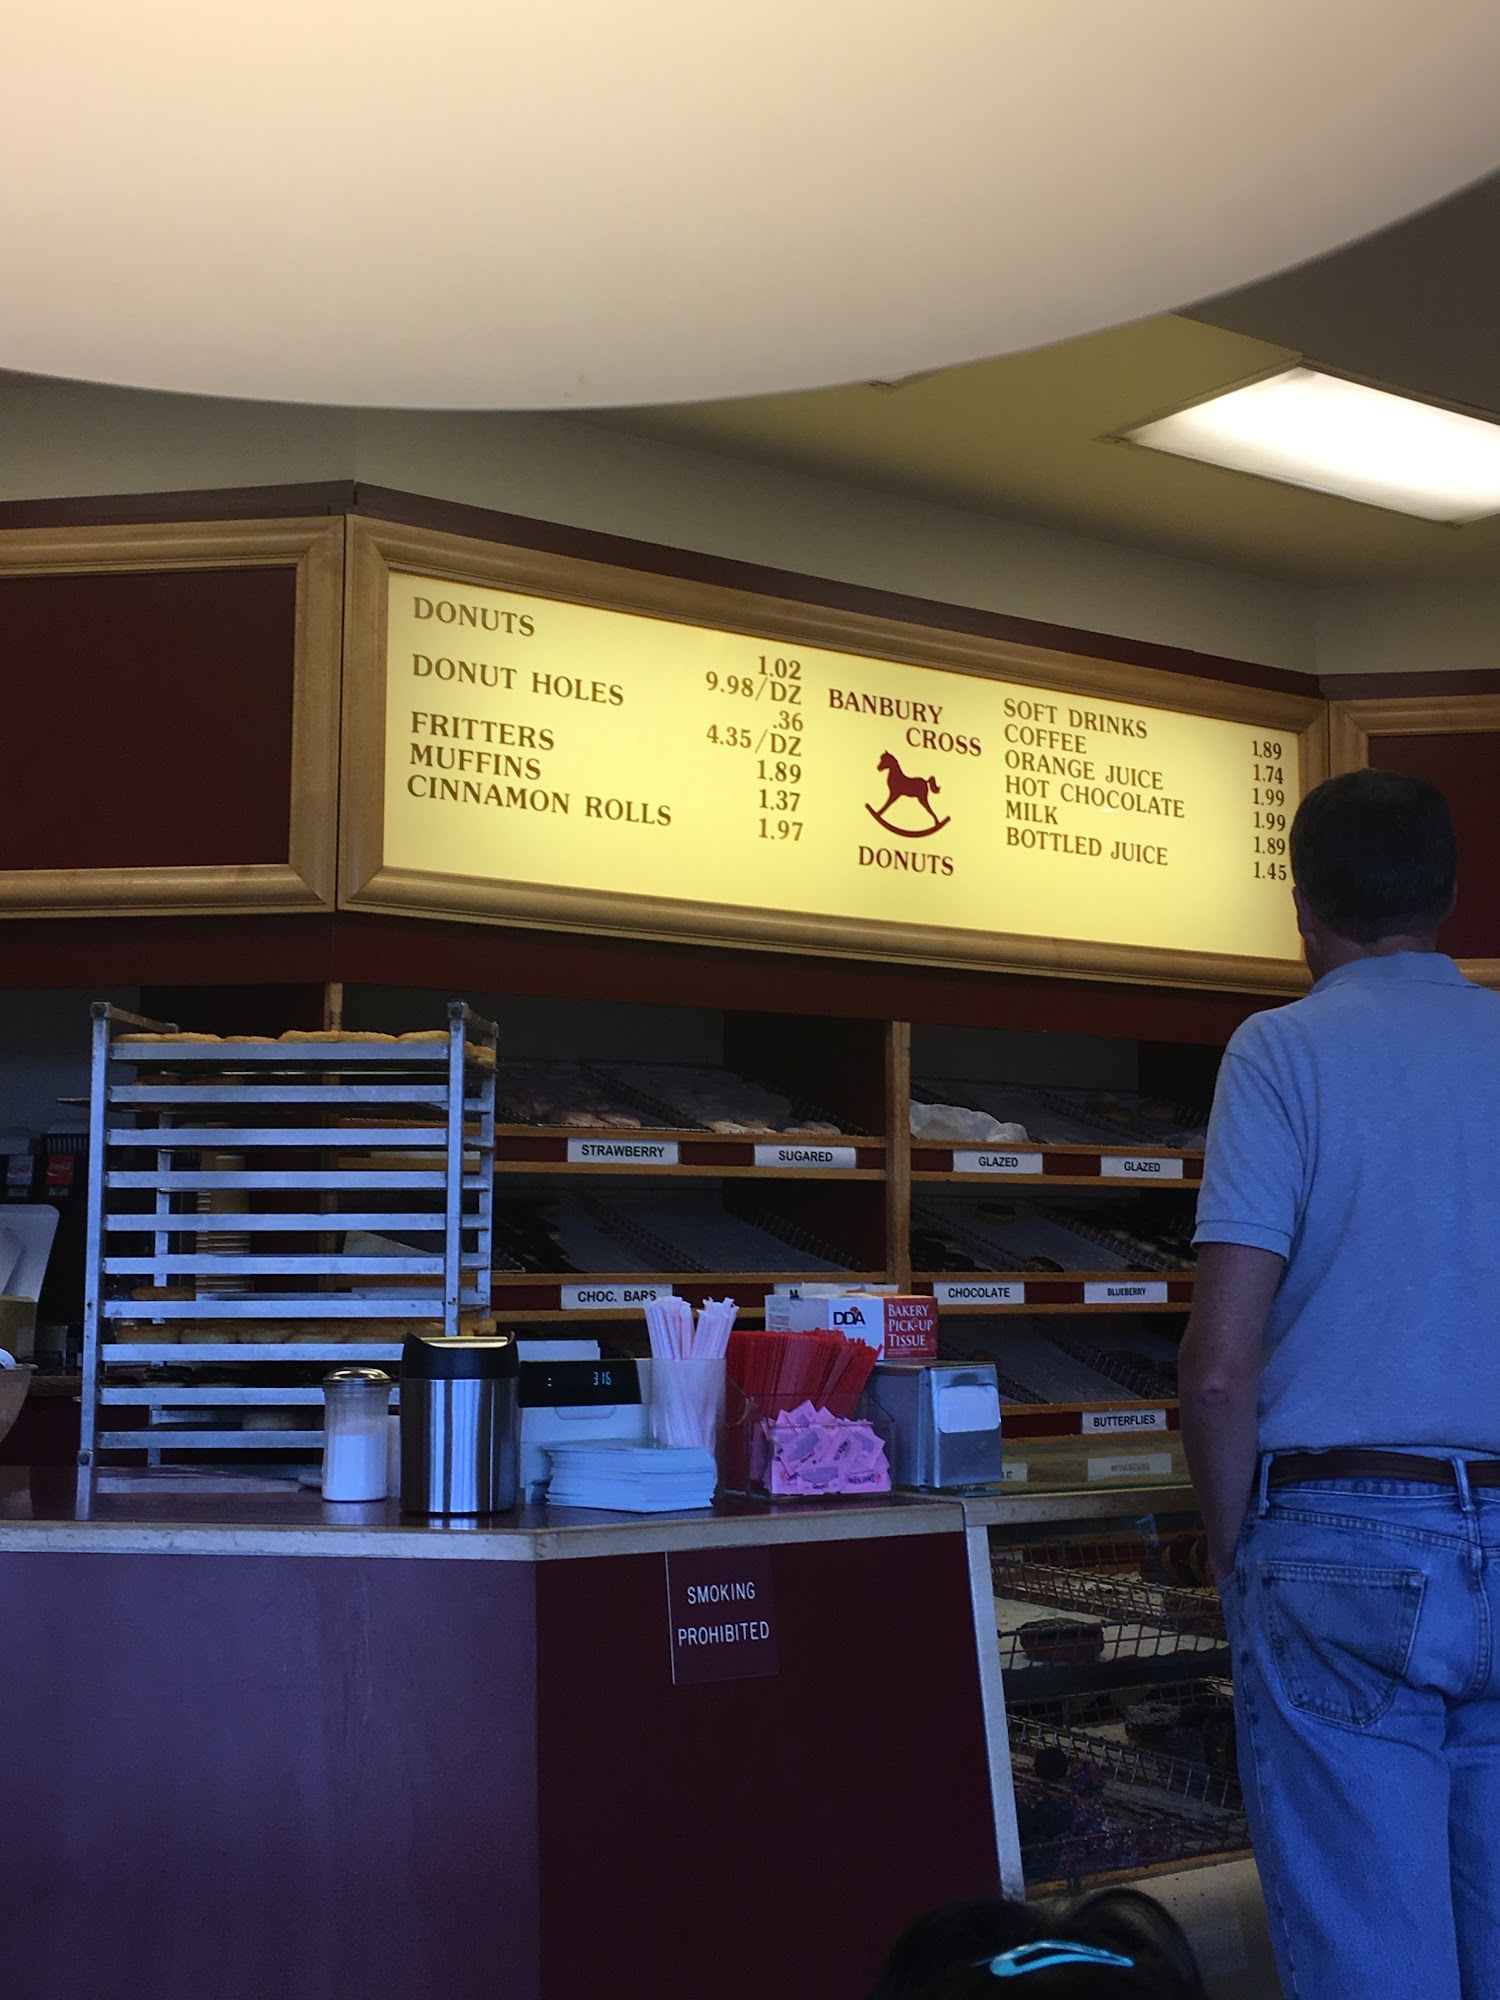 DONUTS
1.02
9.98/DZ
DONUT HOLES
.36
4.35/DZ
FRITTERS 1.89
MUFFINS 1.37
CINNAMON ROLLS 1.97
BANBURY
CROSS
DONUTS
SOFT DRINKS 1.89
COFFEE 1.74
ORANGE JUICE 1.99
HOT CHOCOLATE 1.99
MILK 1.89
BOTTLED JUICE 1.45
STRAWBERRY
SUGARED
GLAZED
GLAZED
CHOC. BARS
CHOCOLATE
BLUEBERRY
DDA
BAKERY
PICK-UP
TISSUE
3.16
BUTTERFLIES
SMOKING
PROHIBITED